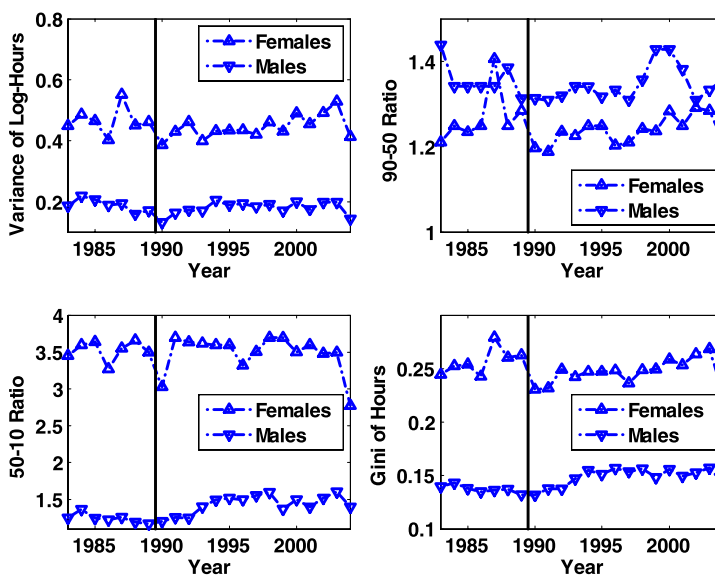 Variance of Log-Hours
0.8
0.6
0.4
0.2
Females
Males
1985 1990 1995 2000
Year
90-50 Ratio
1.4
1.2
1
Females
Males
1985 1990 1995 2000
Year
50-10 Ratio
4
3.5
3
2.5
2
1.5
Females
Males
1985 1990 1995 2000
Year
Gini of Hours
0.25
0.2
0.15
0.1
Females
Males
1985 1990 1995 2000
Year